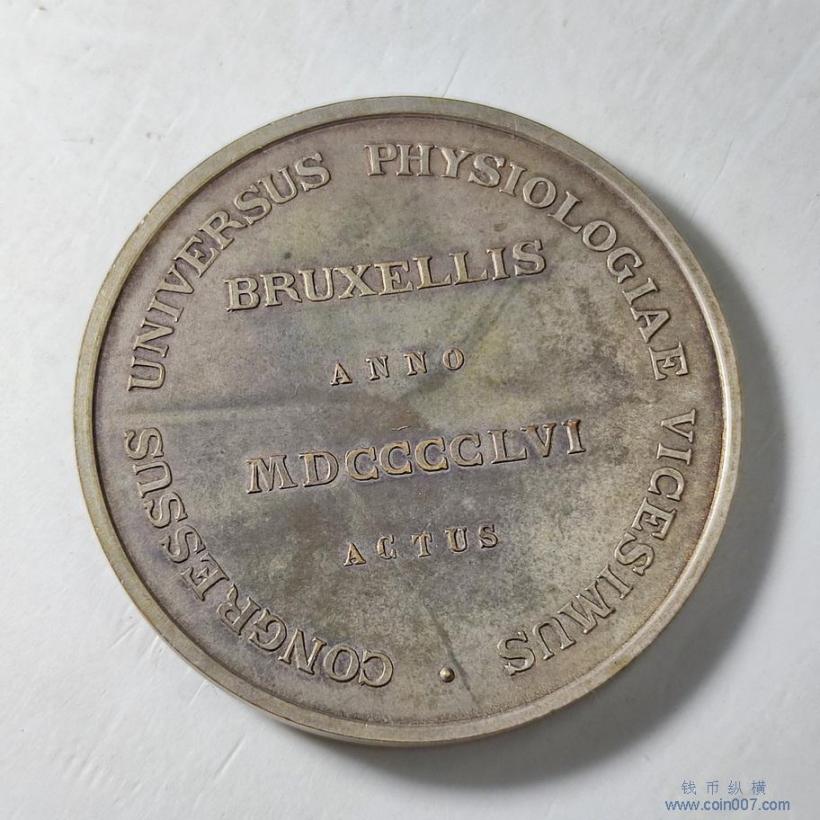 CONGRESSUS UNIVERSUS PHYSIOLOGIAE VICESIMUS
BRUXELLIS
ANNO
MDCCCCLVI
ACTUS
钱币纵横
www.coin007.com